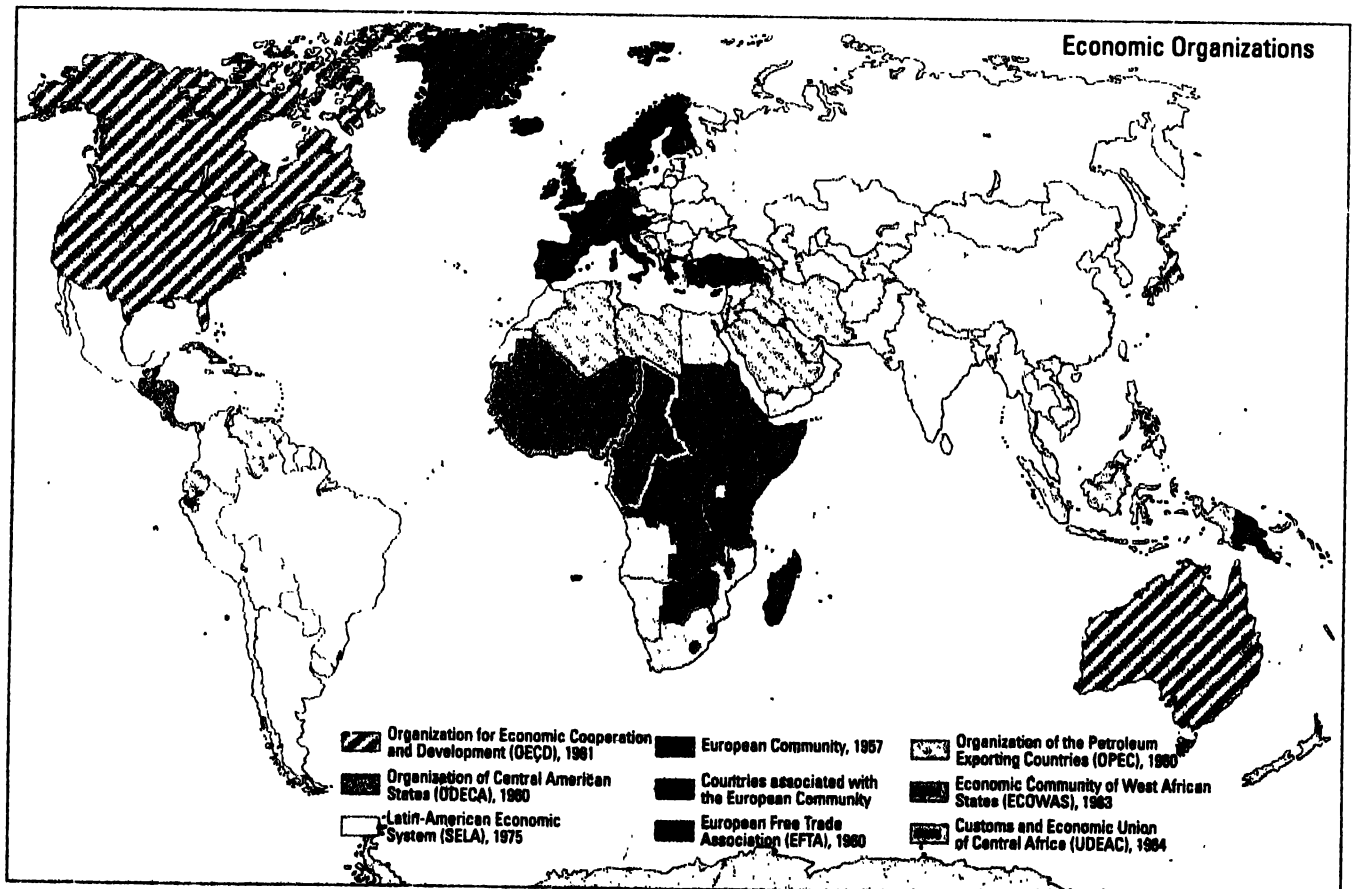 Economic Organizations
Organization for Economic Cooperation
and Development (OECD), 1961
Organization of Central American
States (ODECA), 1960
Latin-American Economic
System (SELA), 1975
European Community, 1957
Countries associated with
the European Community
European Free Trade
Association (EFTA), 1960
Organization of the Petroleum
Exporting Countries (OPEC), 1960
Economic Community of West African
States (ECOWAS), 1963
Customs and Economic Union
of Central Africa (UDEAC), 1964